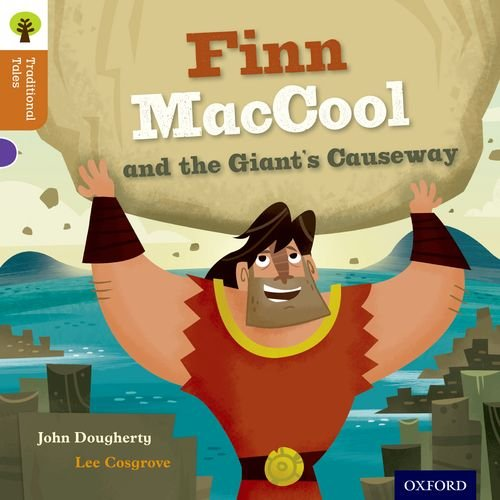 Traditional
Tales
Finn
MacCool
and the Giant's Causeway
John Dougherty
Lee Cosgrove
OXFORD